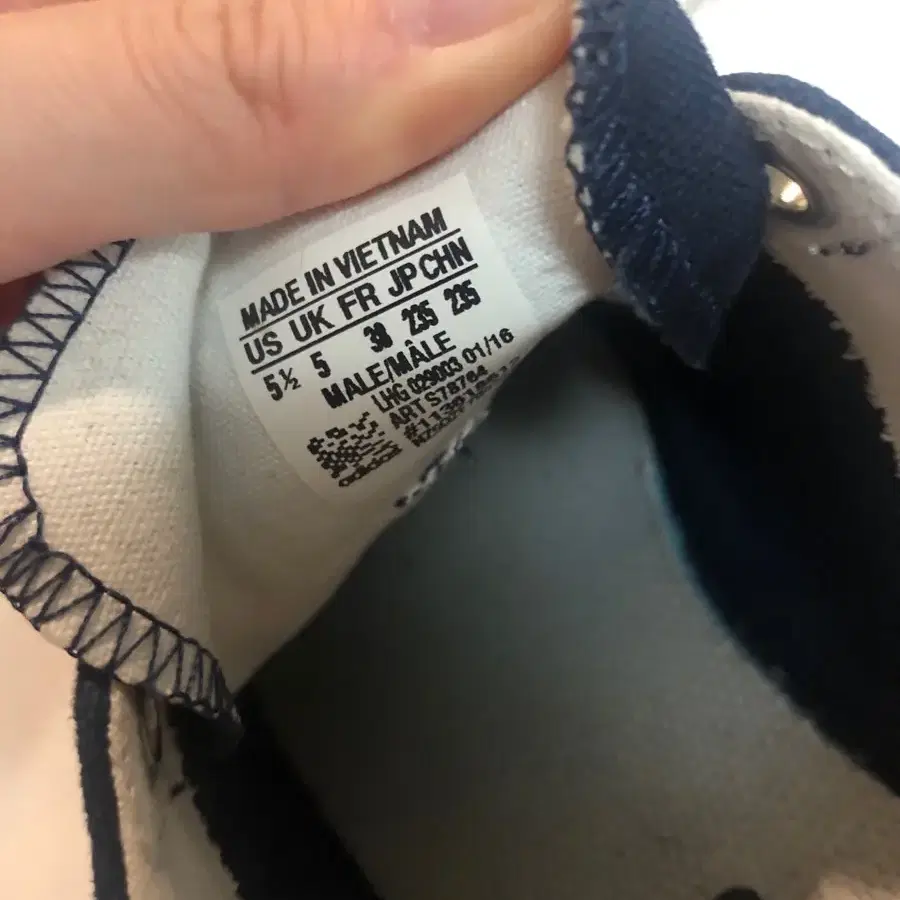 MADE IN VIETNAM
US UK FR JP CHN
5½ 5 38 235 235
MALE/MÂLE
LHG 029003 01/16
ART S78764
adidas